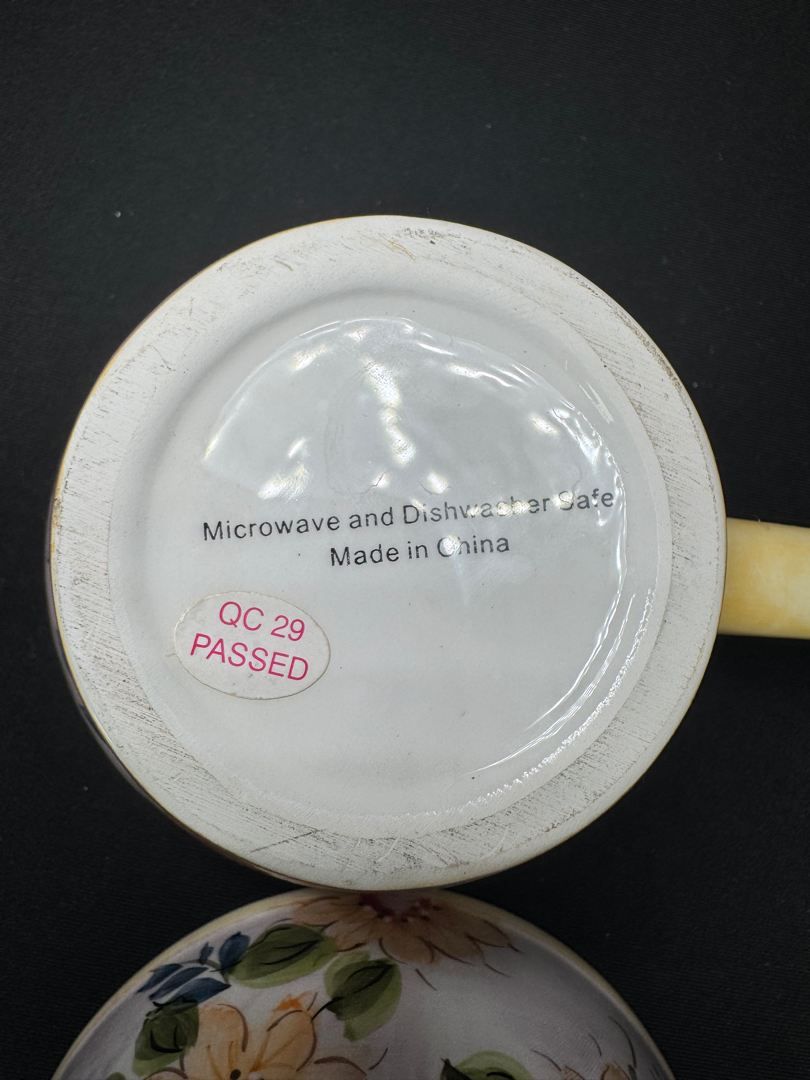 Microwave and Dishwasher Safe
Made in China
QC 29
PASSED